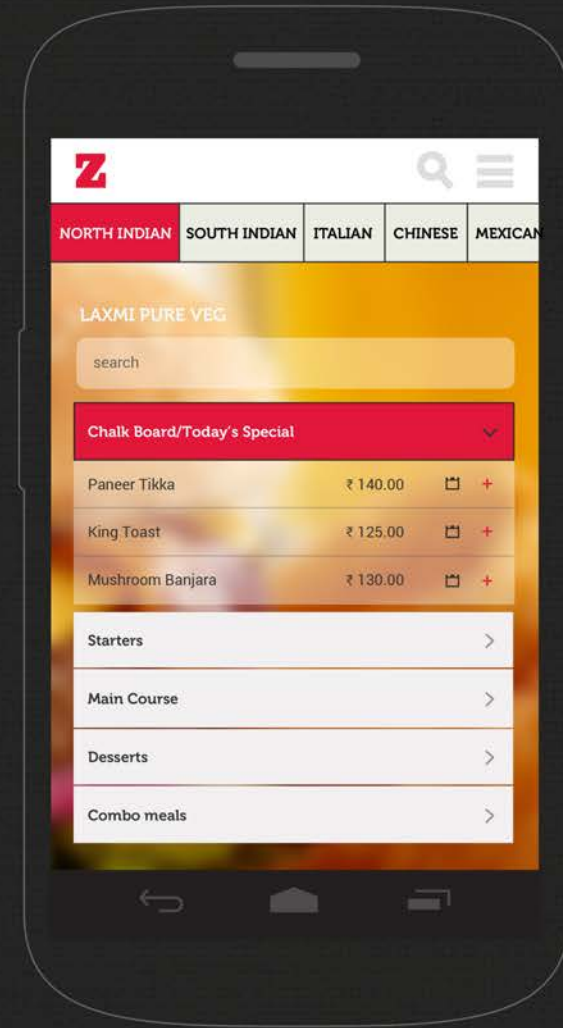 Z
NORTH INDIAN SOUTH INDIAN ITALIAN CHINESE MEXICAN
LAXMI PURE VEG
search
Chalk Board/Today's Special
Paneer Tikka ₹ 140.00 +
King Toast ₹ 125.00 +
Mushroom Banjara ₹ 130.00 +
Starters
Main Course
Desserts
Combo meals